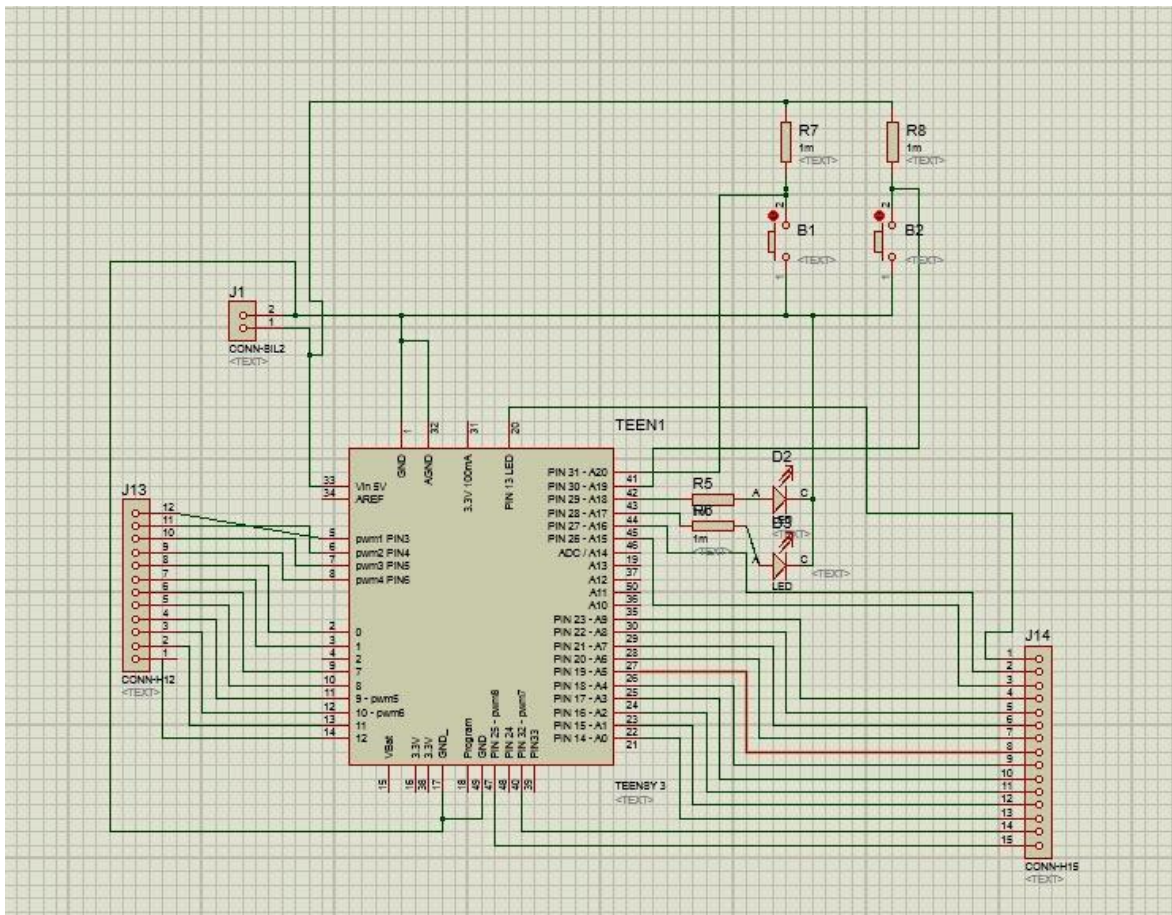 R7
1m
<TEXT>
R8
1m
<TEXT>
2
B1
<TEXT>
1
2
B2
<TEXT>
1
J1
2
1
CONN-SIL2
<TEXT>
TEEN1
1
32
31
20
GND
AGND
3.3V 100mA
PIN 13 LED
33
Vin 5V
34
AREF
5
pwm1 PIN3
6
pwm2 PIN4
7
pwm3 PIN5
8
pwm4 PIN6
2
0
3
1
4
2
9
7
10
8
11
9 - pwm5
12
10 - pwm6
13
11
14
12
PIN 31 - A20
41
PIN 30 - A19
42
PIN 29 - A18
43
PIN 28 - A17
44
PIN 27 - A16
45
PIN 26 - A15
46
ADC / A14
19
A13
37
A12
50
A11
36
A10
35
PIN 23 - A9
30
PIN 22 - A8
29
PIN 21 - A7
28
PIN 20 - A6
27
PIN 19 - A5
26
PIN 18 - A4
25
PIN 17 - A3
24
PIN 16 - A2
23
PIN 15 - A1
22
PIN 14 - A0
21
VBat
3.3V
3.3V
GND_
Program
GND
PIN 25 - pwm8
PIN 24
PIN 32 - pwm7
PIN33
15
16
38
17
18
49
47
48
40
39
TEENSY 3
<TEXT>
R5
R6
1m
<TEXT>
D2
A
C
<TEXT>
D3
A
C
LED
<TEXT>
J13
12
11
10
9
8
7
6
5
4
3
2
1
CONN-H12
<TEXT>
J14
1
2
3
4
5
6
7
8
9
10
11
12
13
14
15
CONN-H15
<TEXT>